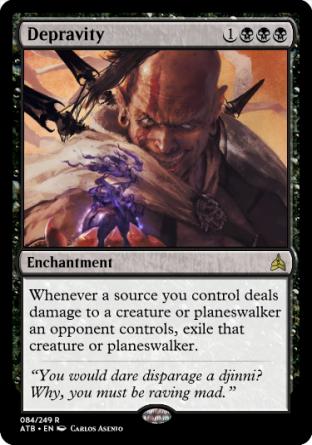 Depravity 1
Enchantment
Whenever a source you control deals
damage to a creature or planeswalker
an opponent controls, exile that
creature or planeswalker.
“You would dare disparage a djinni?
Why, you must be raving mad.”
084/249 R
ATB • EN Carlos Asenjo